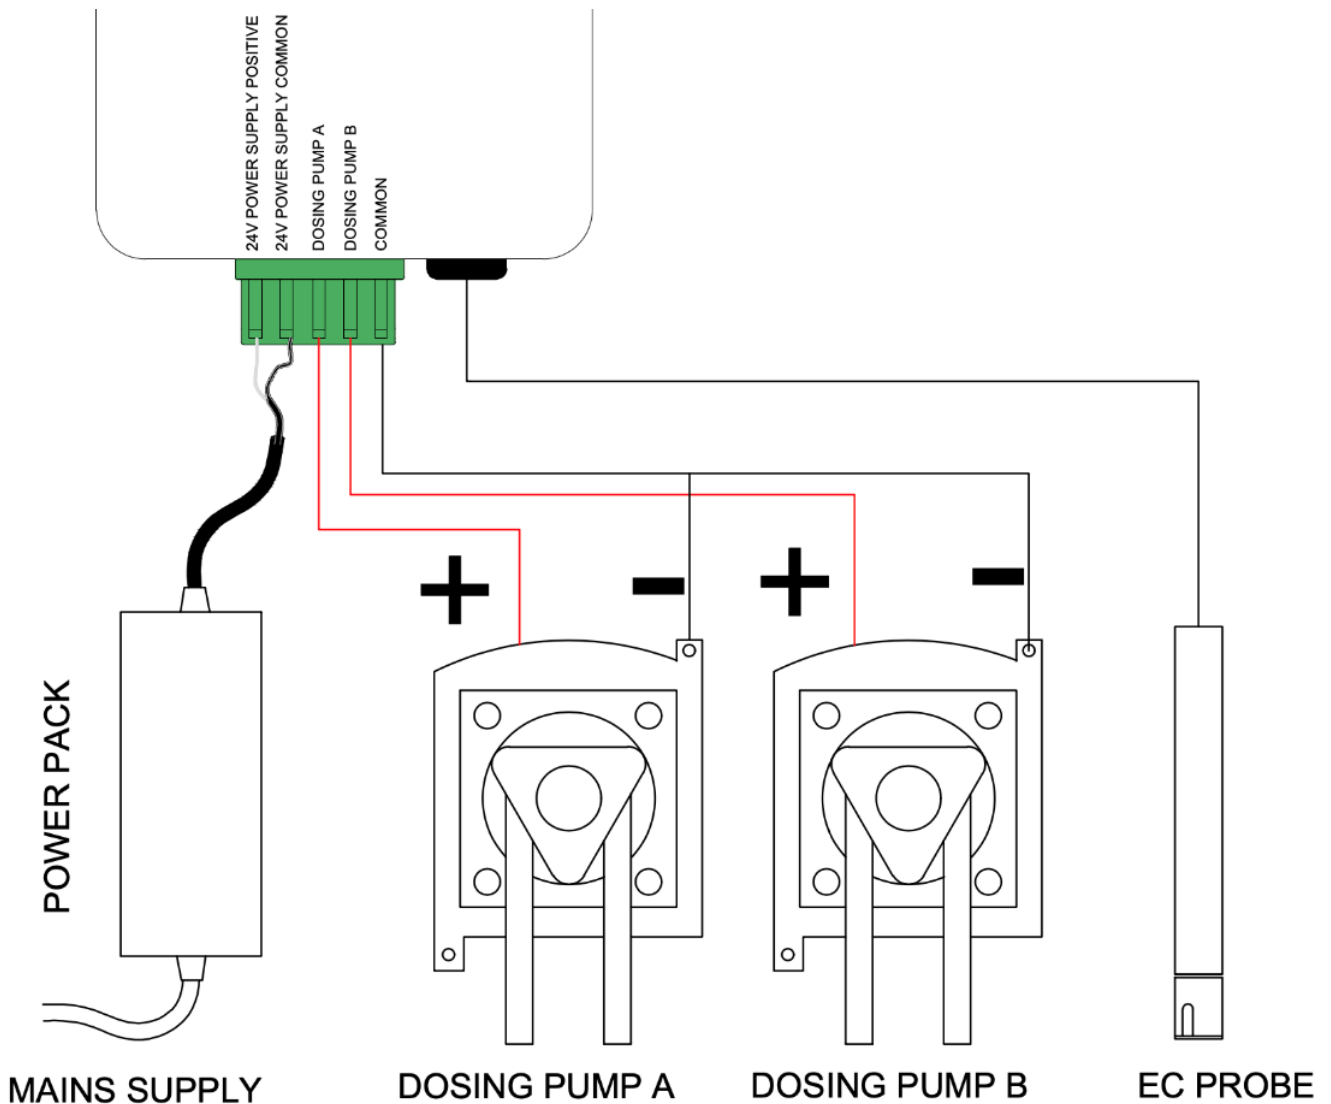 24V POWER SUPPLY POSITIVE
24V POWER SUPPLY COMMON
DOSING PUMP A
DOSING PUMP B
COMMON
+
-
+
-
POWER PACK
MAINS SUPPLY
DOSING PUMP A
DOSING PUMP B
EC PROBE